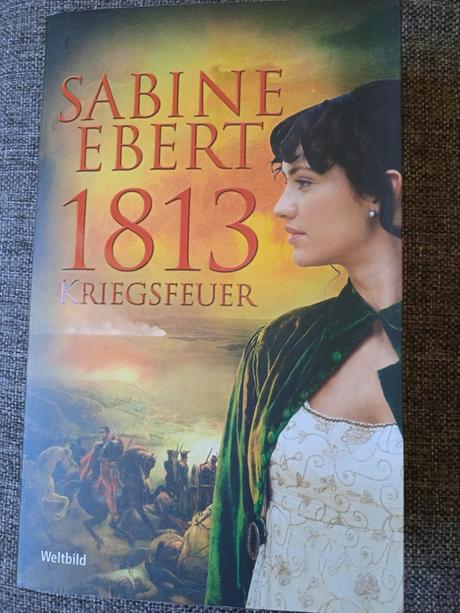 SABINE
EBERT
1813
KRIEGSFEUER
Weltbild